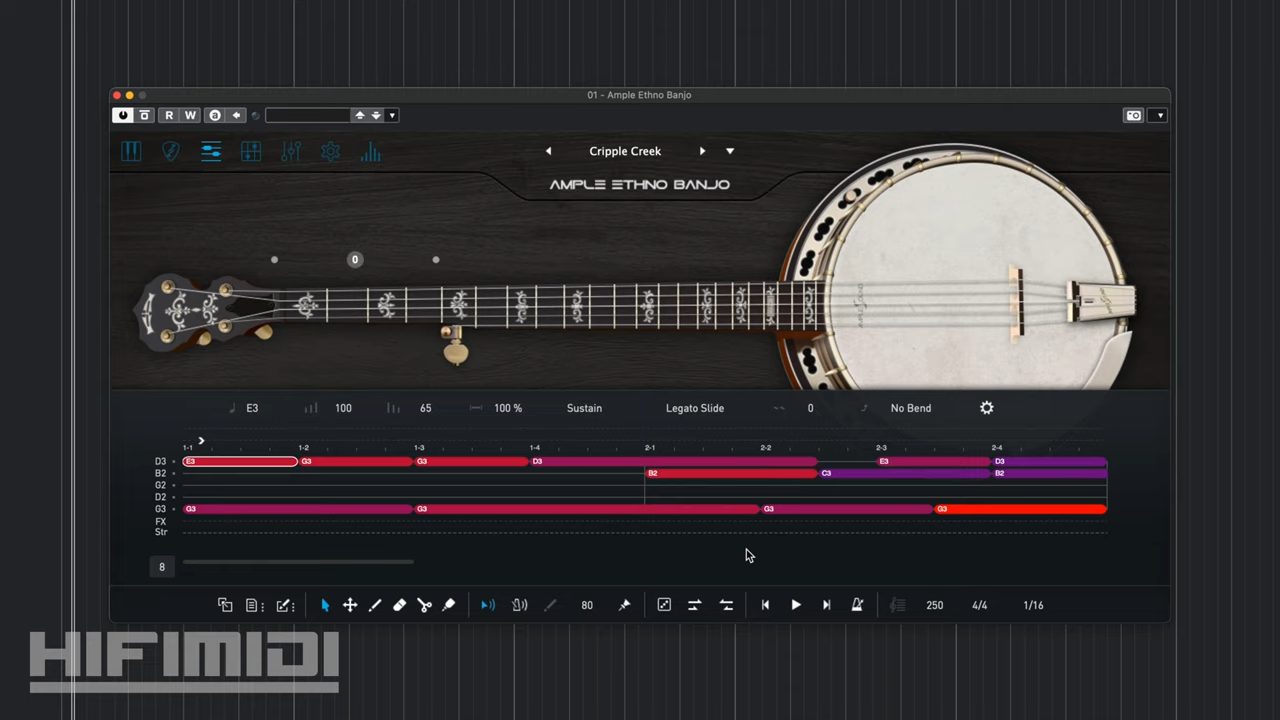 01 - Ample Ethno Banjo
R W a
Cripple Creek
AMPLE ETHNO BANJO
0
E3 100 65 100 % Sustain Legato Slide 0 No Bend
1-1 1-2 1-3 1-4 2-1 2-2 2-3 2-4
D3 E3 G3 G3 D3 E3 D3
B2 B2 C3 B2
G2
D2
G3 G3 G3 G3 G3
FX
Str
8
80 250 4/4 1/16
HIFIMIDI